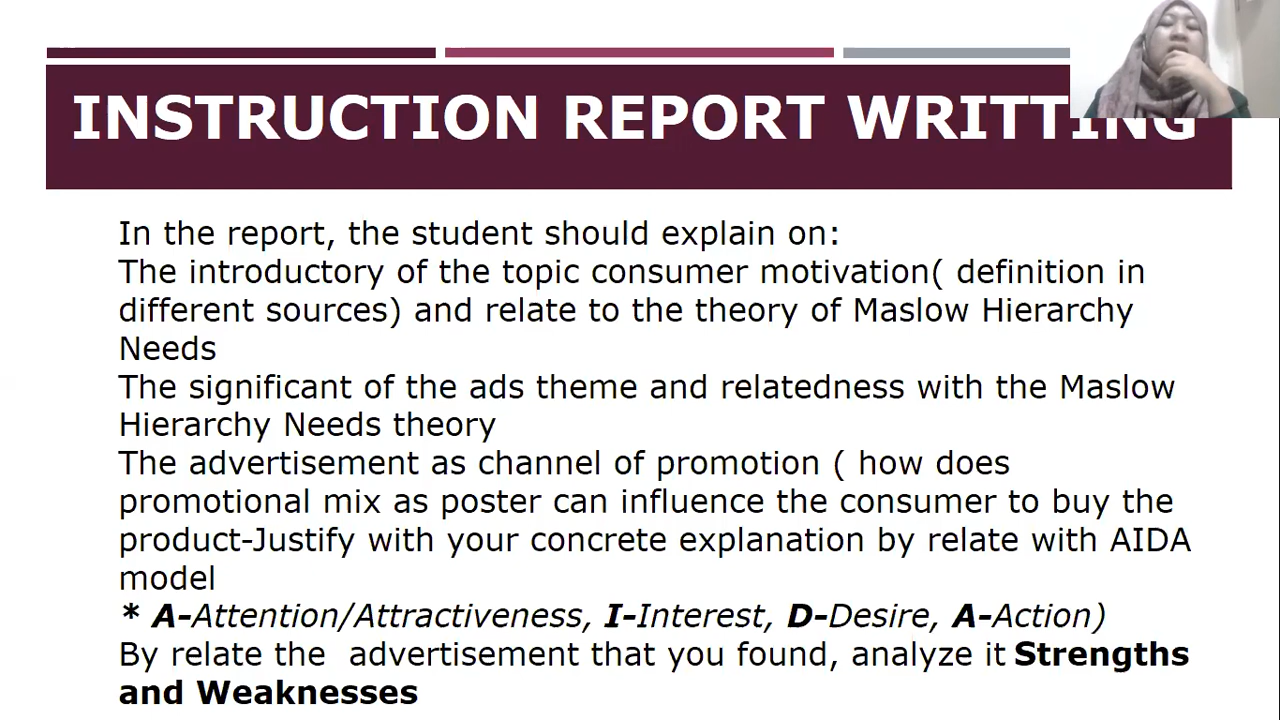 INSTRUCTION REPORT WRITTING
In the report, the student should explain on:
The introductory of the topic consumer motivation( definition in
different sources) and relate to the theory of Maslow Hierarchy
Needs
The significant of the ads theme and relatedness with the Maslow
Hierarchy Needs theory
The advertisement as channel of promotion ( how does
promotional mix as poster can influence the consumer to buy the
product-Justify with your concrete explanation by relate with AIDA
model
* A-Attention/Attractiveness, I-Interest, D-Desire, A-Action)
By relate the  advertisement that you found, analyze it Strengths
and Weaknesses